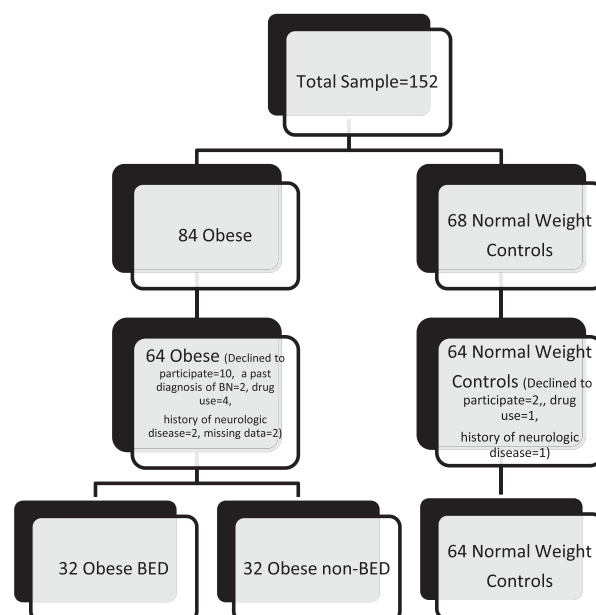 Total Sample=152
84 Obese
68 Normal Weight
Controls
64 Obese (Declined to
participate=10, a past
diagnosis of BN=2, drug
use=4,
history of neurologic
disease=2, missing data=2)
64 Normal Weight
Controls (Declined to
participate=2,, drug
use=1,
history of neurologic
disease=1)
32 Obese BED
32 Obese non-BED
64 Normal Weight
Controls